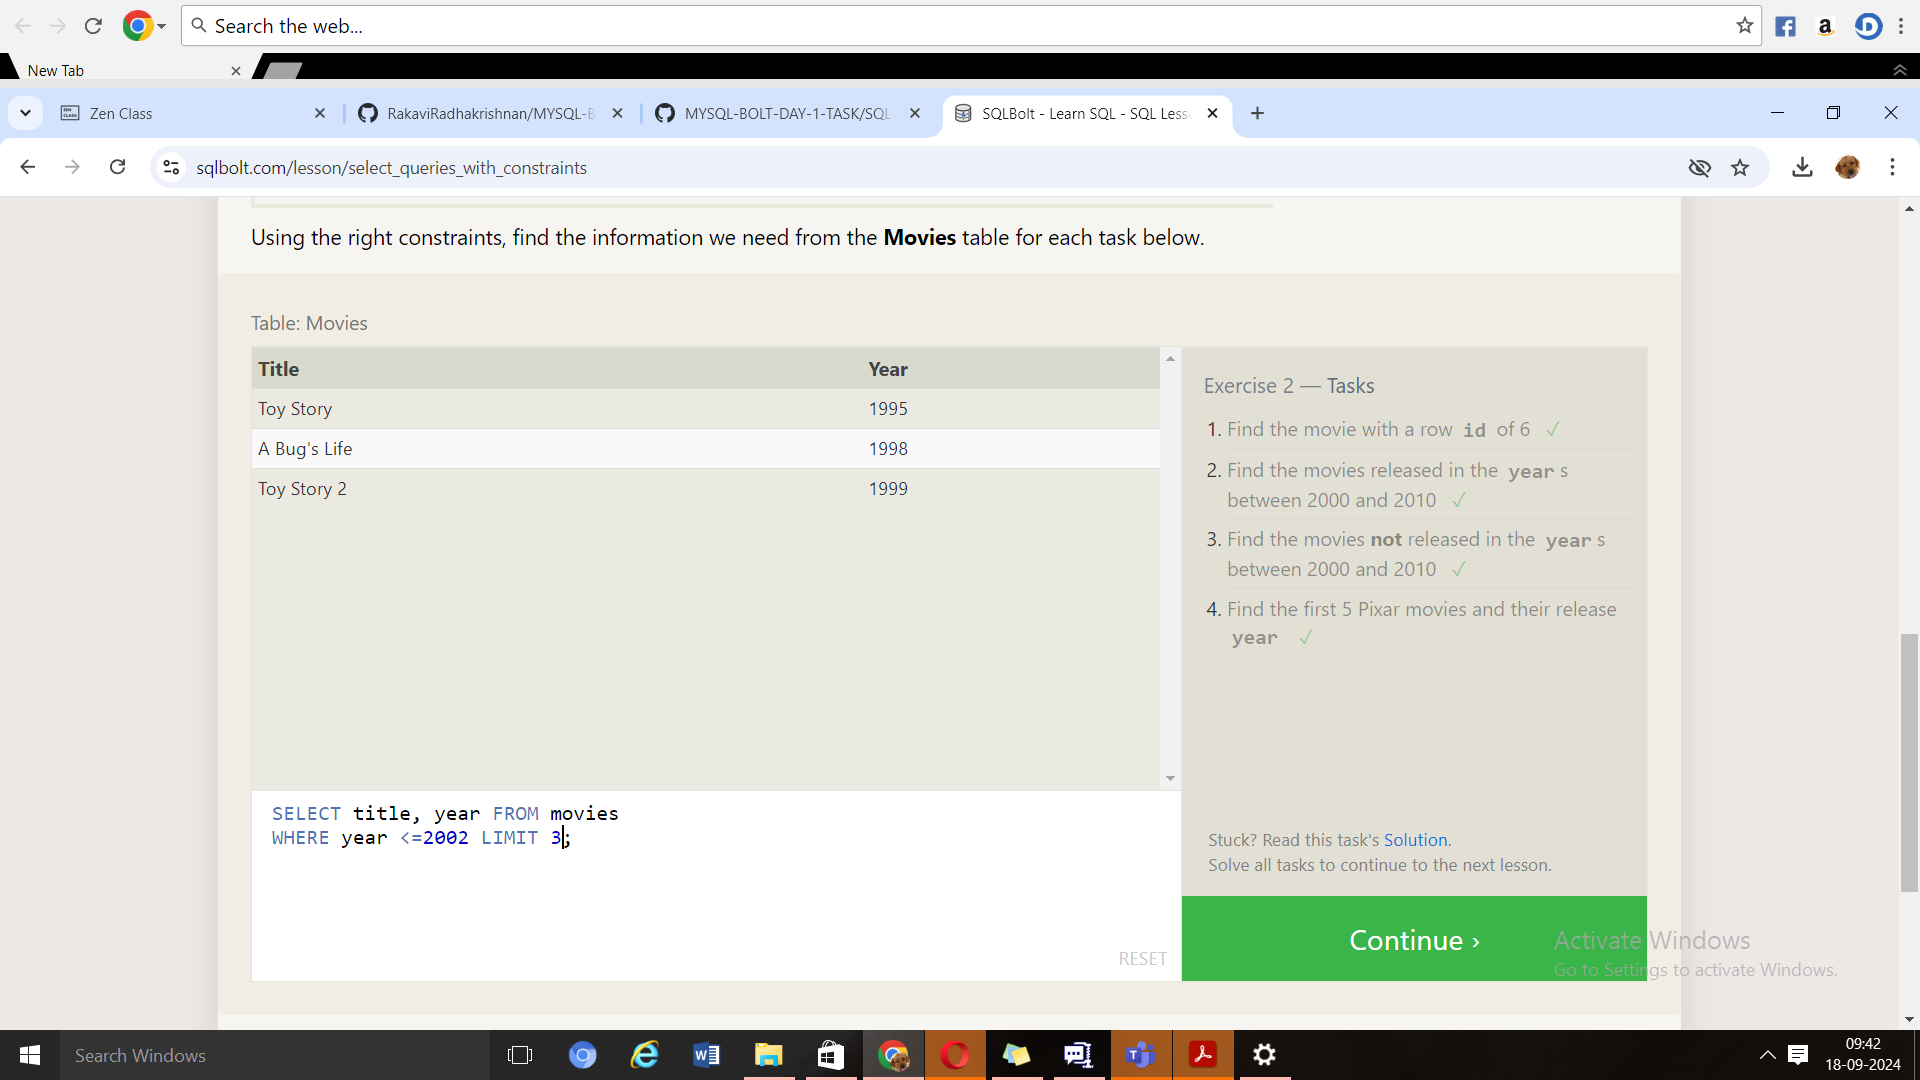 Search the web...
New Tab
Zen Class
RakaviRadhakrishnan/MYSQL-B
MYSQL-BOLT-DAY-1-TASK/SQL
SQLBolt - Learn SQL - SQL Less
sqlbolt.com/lesson/select_queries_with_constraints
Using the right constraints, find the information we need from the Movies table for each task below.
Table: Movies
Title Year
Toy Story 1995
A Bug's Life 1998
Toy Story 2 1999
Exercise 2 — Tasks
1. Find the movie with a row id of 6 ✓
2. Find the movies released in the year s
between 2000 and 2010 ✓
3. Find the movies not released in the year s
between 2000 and 2010 ✓
4. Find the first 5 Pixar movies and their release
year ✓
SELECT title, year FROM movies
WHERE year <=2002 LIMIT 3;
RESET
Stuck? Read this task's Solution.
Solve all tasks to continue to the next lesson.
Continue ›
Activate Windows
Go to Settings to activate Windows.
Search Windows
09:42
18-09-2024